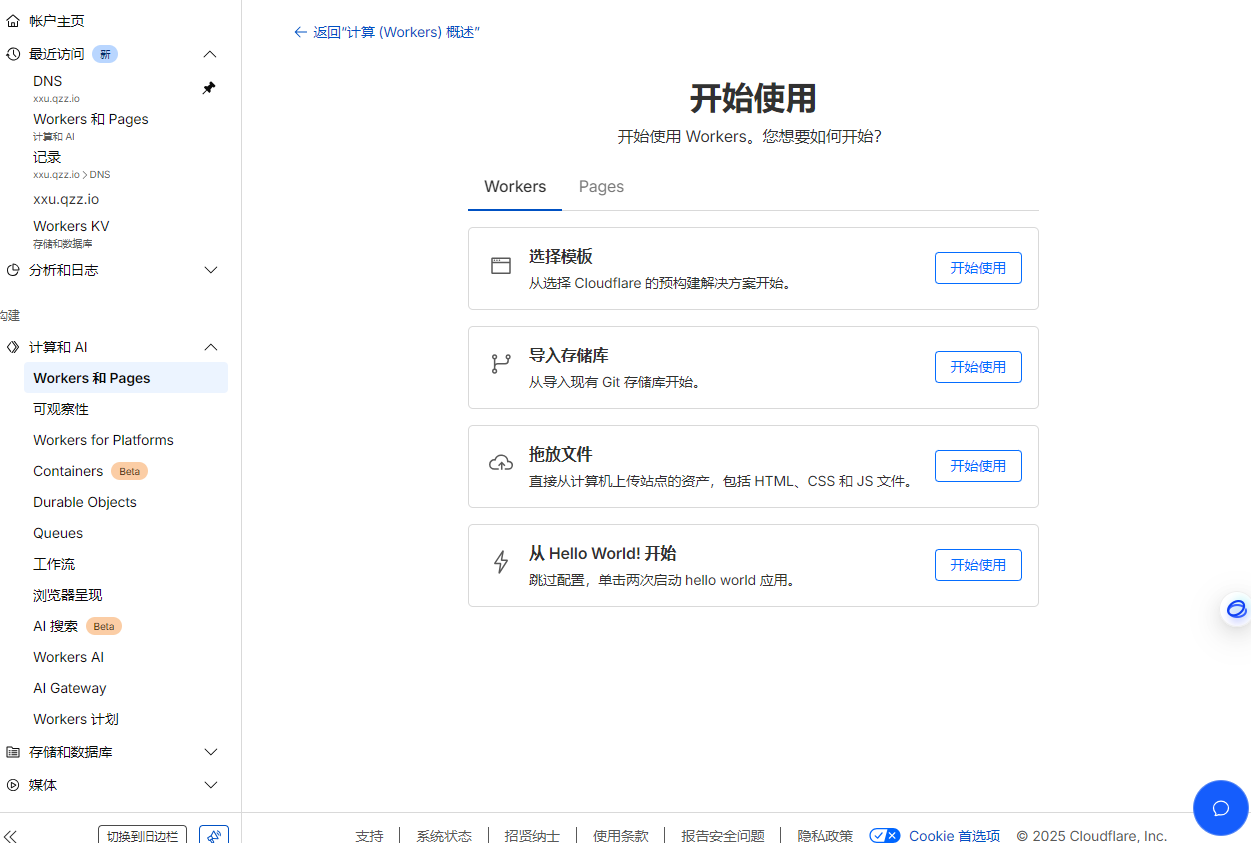 帐户主页
最近访问 新
DNS
xxu.qzz.io
Workers 和 Pages
计算和 AI
记录
xxu.qzz.io > DNS
xxu.qzz.io
Workers KV
存储和数据库
分析和日志
构建
计算和 AI
Workers 和 Pages
可观察性
Workers for Platforms
Containers Beta
Durable Objects
Queues
工作流
浏览器呈现
AI 搜索 Beta
Workers AI
AI Gateway
Workers 计划
存储和数据库
媒体
切换到旧边栏
← 返回“计算 (Workers) 概述”
开始使用
开始使用 Workers。您想要如何开始?
Workers Pages
选择模板
从选择 Cloudflare 的预构建解决方案开始。
开始使用
导入存储库
从导入现有 Git 存储库开始。
开始使用
拖放文件
直接从计算机上传站点的资产，包括 HTML、CSS 和 JS 文件。
开始使用
从 Hello World! 开始
跳过配置，单击两次启动 hello world 应用。
开始使用
支持 | 系统状态 | 招贤纳士 | 使用条款 | 报告安全问题 | 隐私政策 Cookie 首选项 © 2025 Cloudflare, Inc.